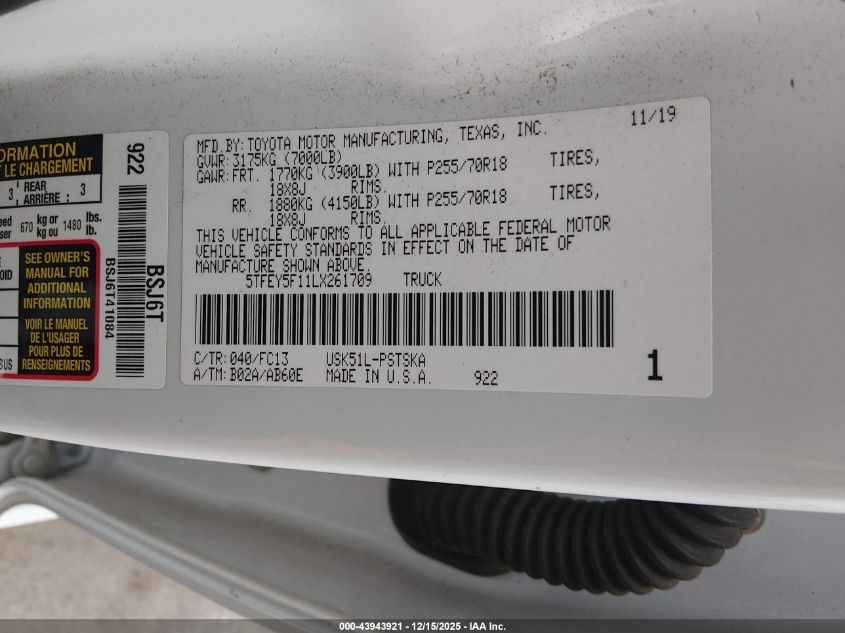 ORMATION
T LE CHARGEMENT
3 REAR ARRIÈRE : 3
670 kg or kg ou 1480 lbs. lb.
SEE OWNER'S
MANUAL FOR
ADDITIONAL
INFORMATION
VOIR LE MANUEL
DE L'USAGER
POUR PLUS DE
RENSEIGNEMENTS
922
BSJ6T
BSJ6T41084
11/19
MFD.BY:TOYOTA MOTOR MANUFACTURING, TEXAS, INC.
GVWR:3175KG (7000LB)
GAWR:FRT. 1770KG (3900LB) WITH P255/70R18 TIRES,
18X8J RIMS.
RR. 1880KG (4150LB) WITH P255/70R18 TIRES,
18X8J RIMS.
THIS VEHICLE CONFORMS TO ALL APPLICABLE FEDERAL MOTOR
VEHICLE SAFETY STANDARDS IN EFFECT ON THE DATE OF
MANUFACTURE SHOWN ABOVE.
5TFEY5F11LX261709 TRUCK
C/TR:040/FC13 USK51L-PSTSKA
A/TM:B02A/AB60E MADE IN U.S.A. 922 1
000-43943921 - 12/15/2025 - IAA Inc.